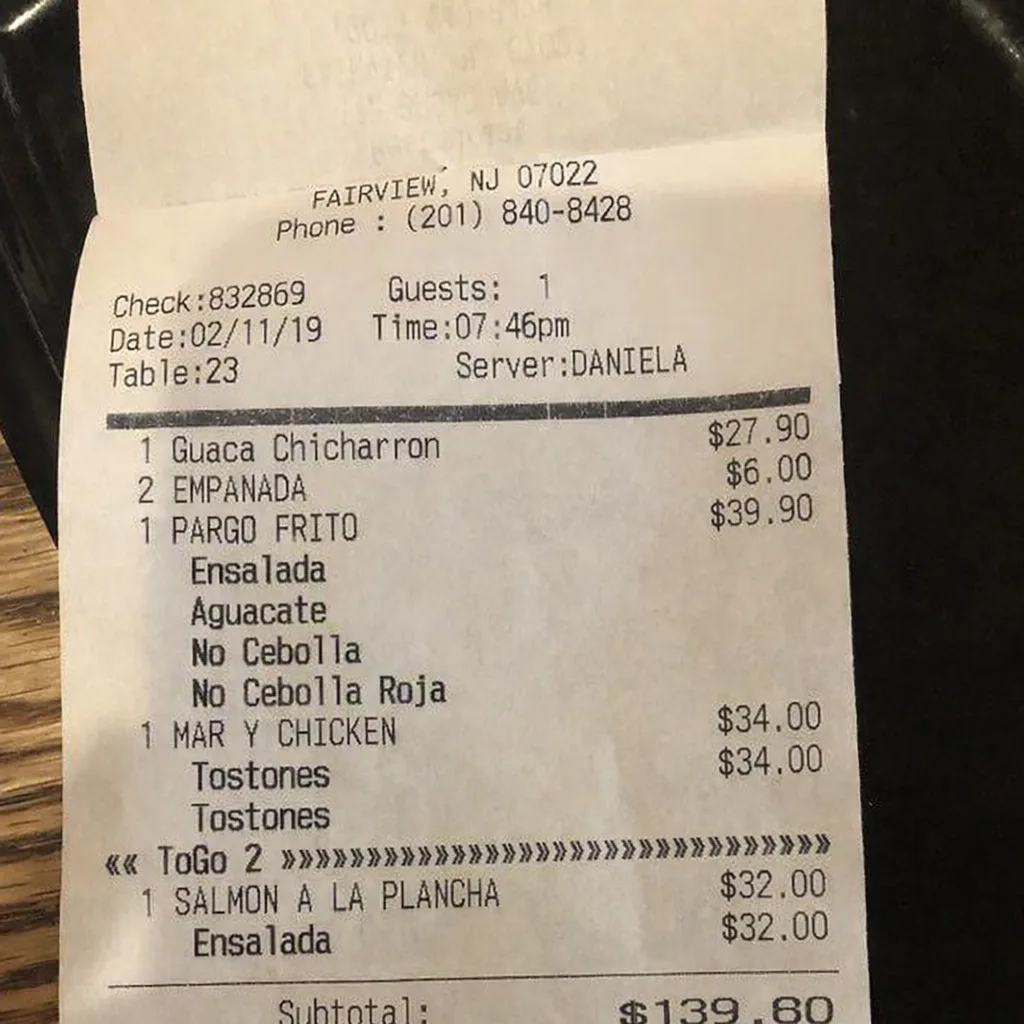 FAIRVIEW, NJ 07022
Phone : (201) 840-8428
Check:832869 Guests: 1
Date:02/11/19 Time:07:46pm
Table:23 Server:DANIELA
1 Guaca Chicharron $27.90
2 EMPANADA $6.00
1 PARGO FRITO $39.90
Ensalada
Aguacate
No Cebolla
No Cebolla Roja
1 MAR Y CHICKEN $34.00
Tostones $34.00
Tostones
«« ToGo 2 »»»»»»»»»»»»»»»»»»»»»»»»»»»»»»»»
1 SALMON A LA PLANCHA $32.00
Ensalada $32.00
Subtotal: $139.80